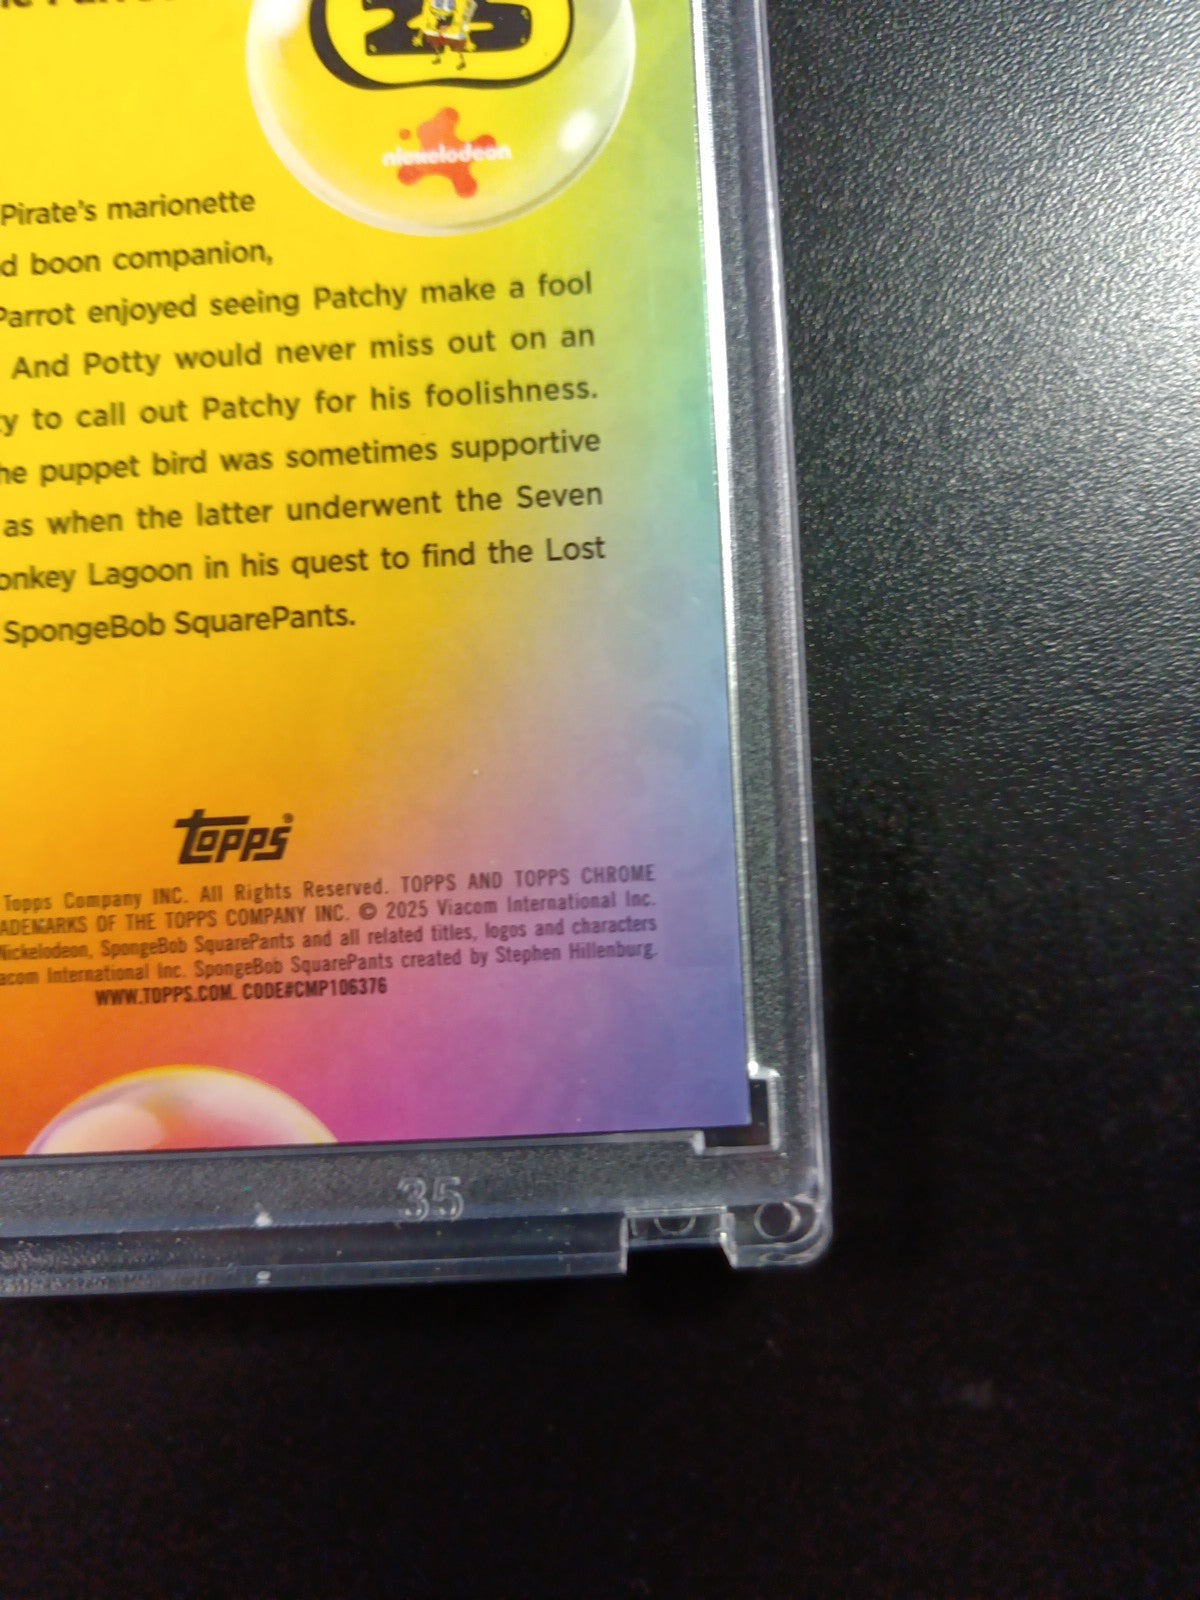 25
nickelodeon
Pirate's marionette
d boon companion,
Parrot enjoyed seeing Patchy make a fool
And Potty would never miss out on an
y to call out Patchy for his foolishness.
he puppet bird was sometimes supportive
as when the latter underwent the Seven
onkey Lagoon in his quest to find the Lost
SpongeBob SquarePants.
TOPPS®
Topps Company INC. All Rights Reserved. TOPPS AND TOPPS CHROME
ADEMARKS OF THE TOPPS COMPANY INC. © 2025 Viacom International Inc.
Nickelodeon, SpongeBob SquarePants and all related titles, logos and characters
acom International Inc. SpongeBob SquarePants created by Stephen Hillenburg.
WWW.TOPPS.COM. CODE#CMP106376
35